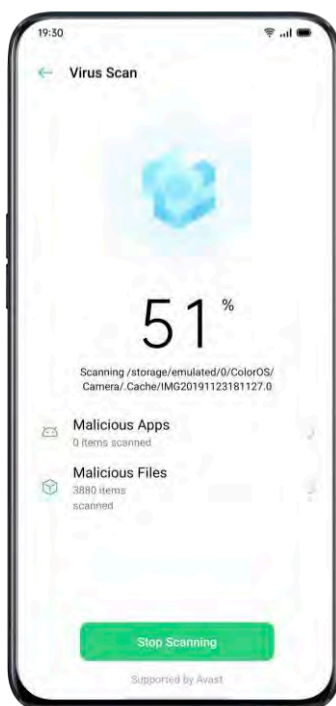 19:30
Virus Scan
51 %
Scanning /storage/emulated/0/ColorOS/
Camera/.Cache/IMG20191123181127.0
Malicious Apps
0 items scanned
Malicious Files
3880 items
scanned
Stop Scanning
Supported by Avast